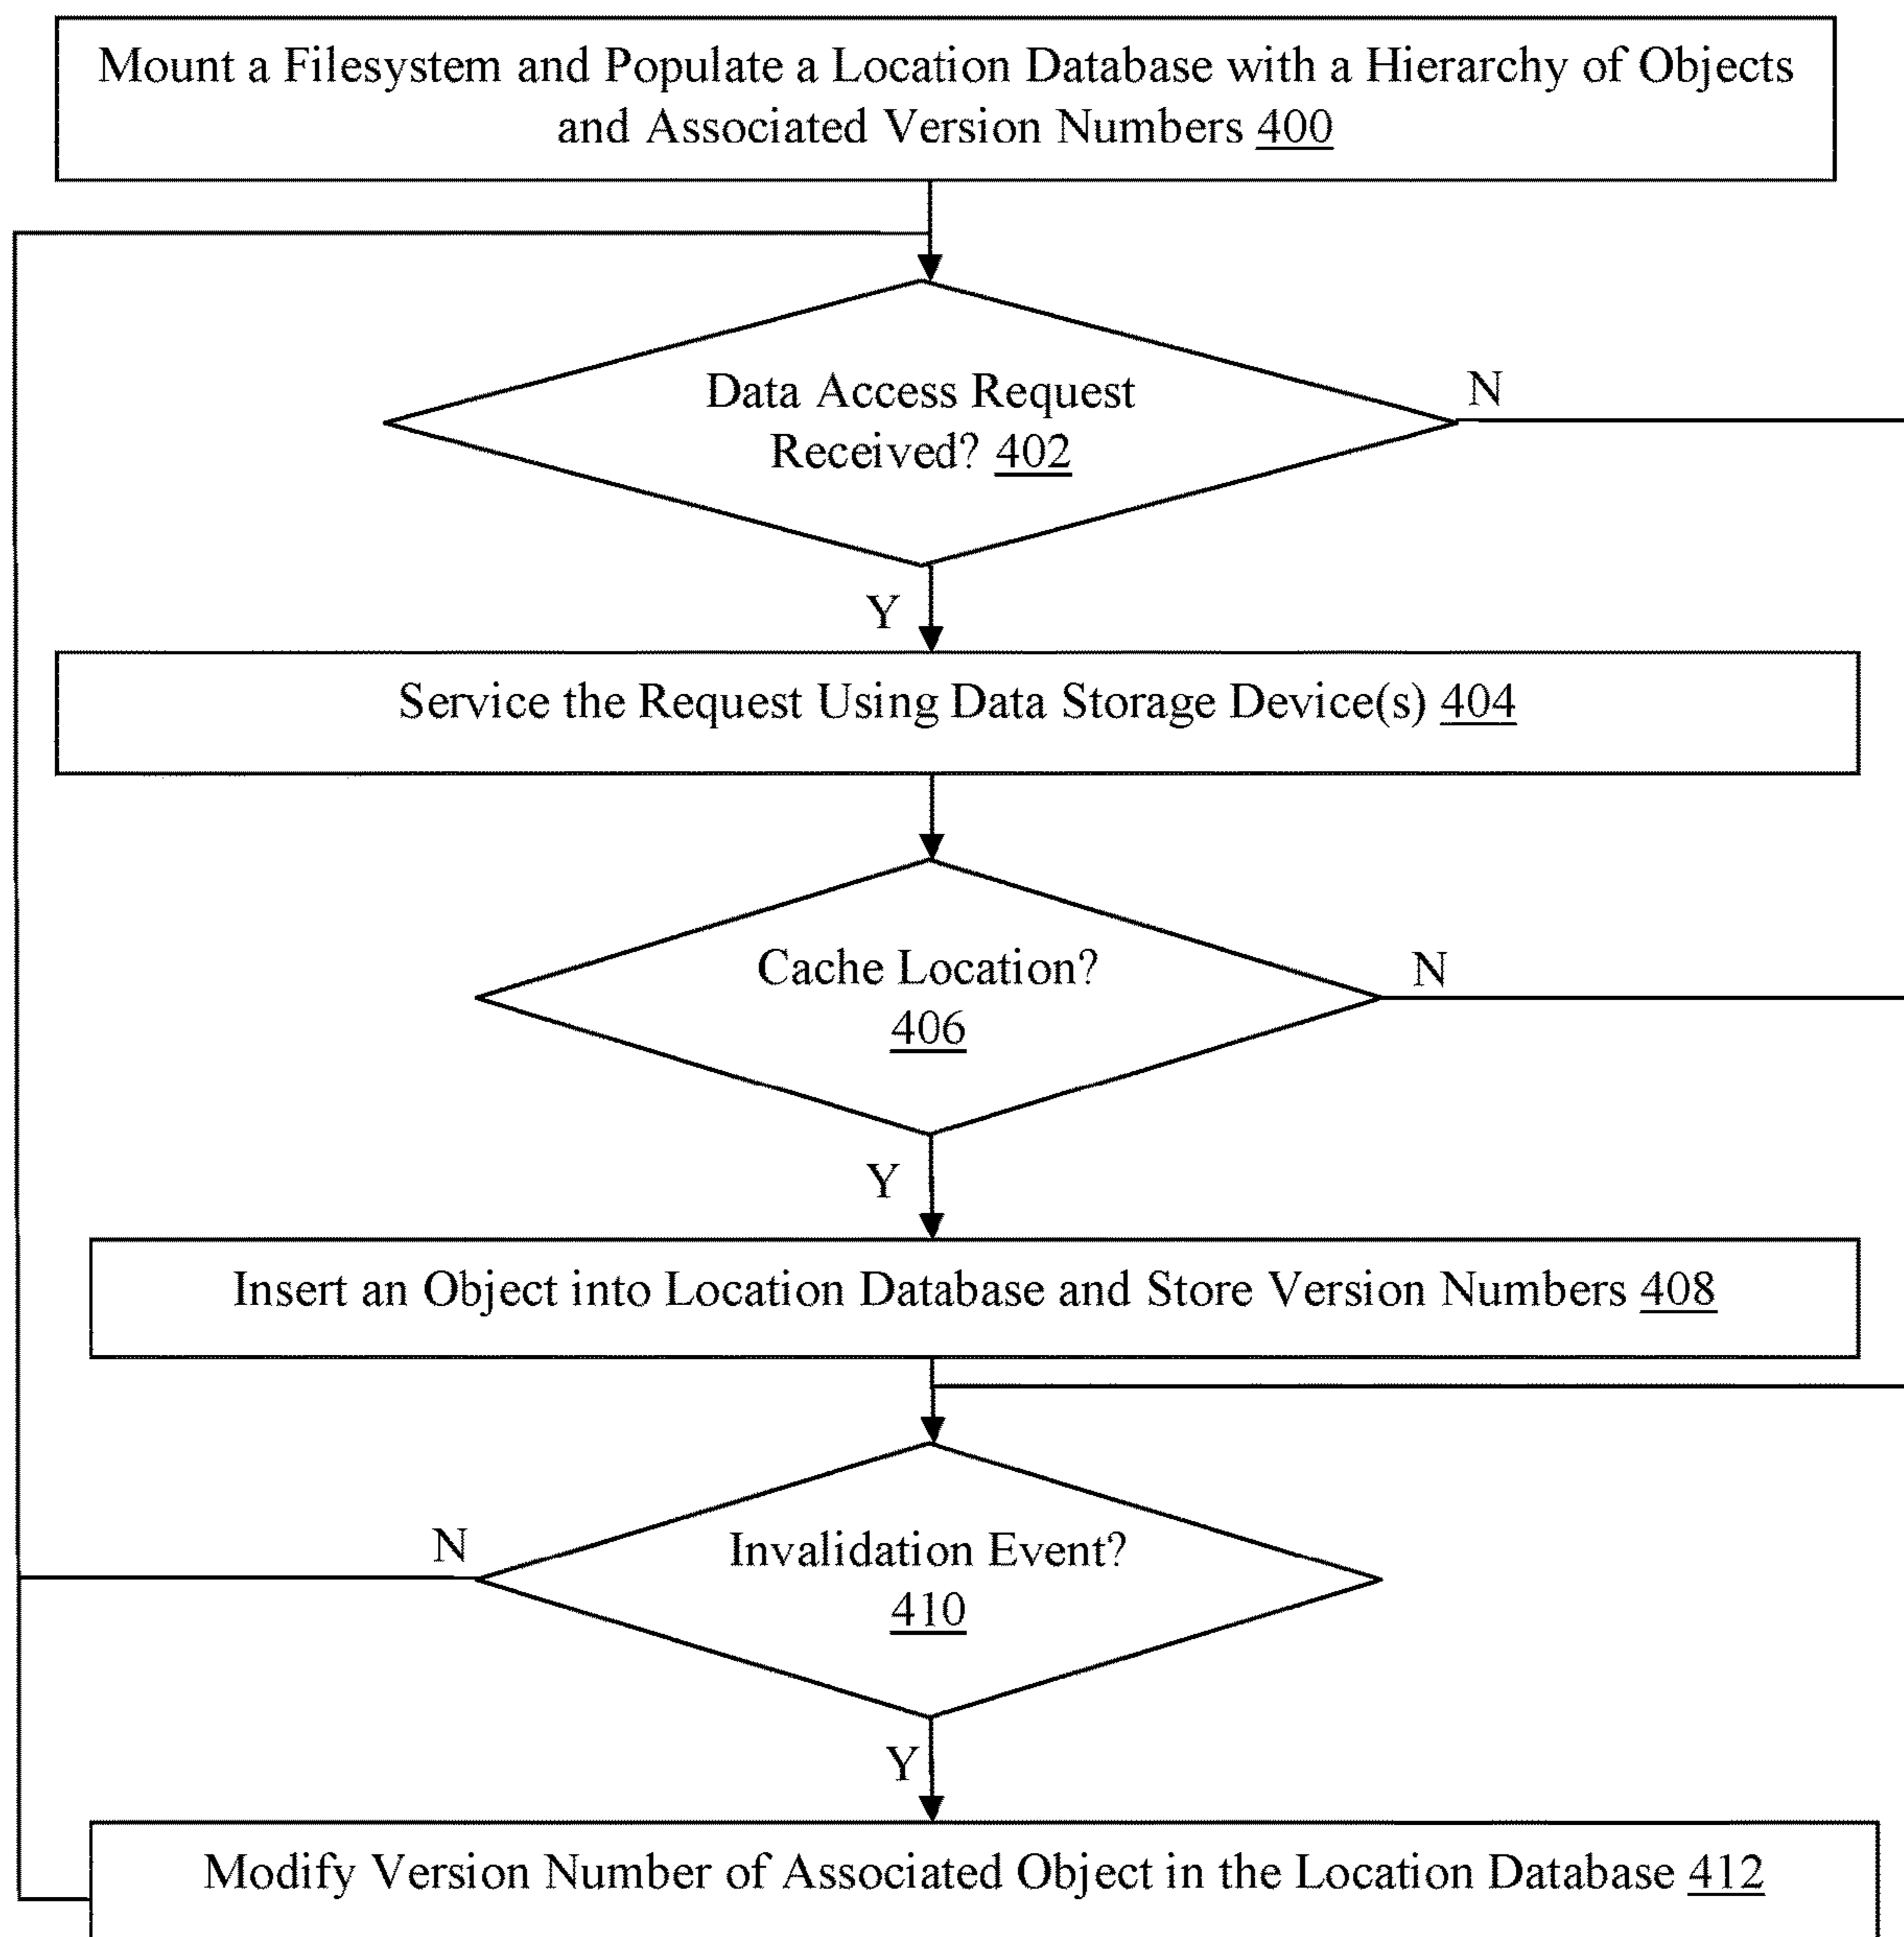 Mount a Filesystem and Populate a Location Database with a Hierarchy of Objects
and Associated Version Numbers 400
Data Access Request
Received? 402
N
Y
Service the Request Using Data Storage Device(s) 404
Cache Location?
406
N
Y
Insert an Object into Location Database and Store Version Numbers 408
Invalidation Event?
410
N
Y
Modify Version Number of Associated Object in the Location Database 412